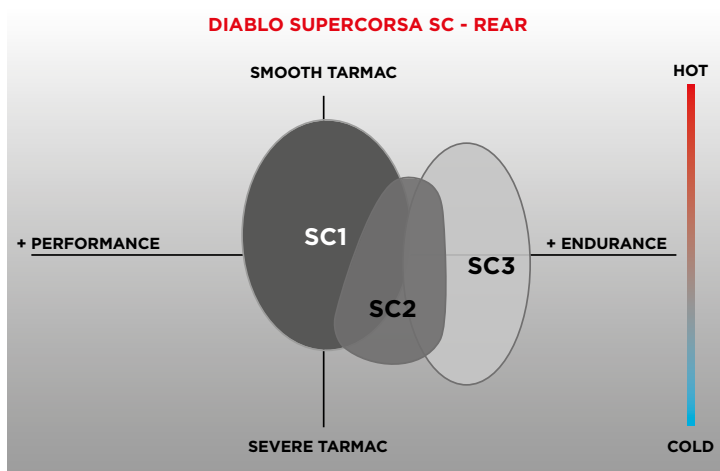 DIABLO SUPERCORSA SC - REAR
SMOOTH TARMAC
HOT
+ PERFORMANCE
SC1
+ ENDURANCE
SC3
SC2
SEVERE TARMAC
COLD